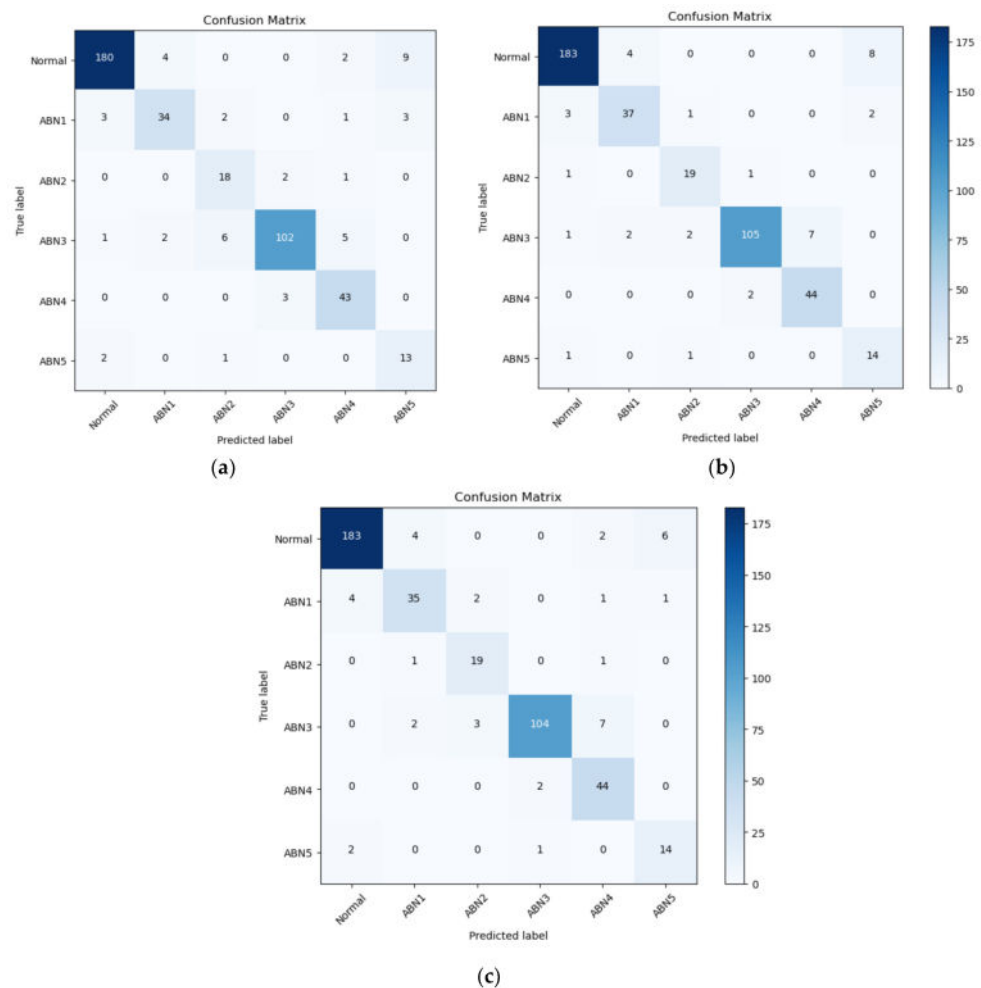 Confusion Matrix
Normal 180 4 0 0 2 9
ABN1 3 34 2 0 1 3
ABN2 0 0 18 2 1 0
ABN3 1 2 6 102 5 0
ABN4 0 0 0 3 43 0
ABN5 2 0 1 0 0 13
True label
Normal ABN1 ABN2 ABN3 ABN4 ABN5
Predicted label
(a)
Confusion Matrix
Normal 183 4 0 0 0 8
ABN1 3 37 1 0 0 2
ABN2 1 0 19 1 0 0
ABN3 1 2 2 105 7 0
ABN4 0 0 0 2 44 0
ABN5 1 0 1 0 0 14
True label
Normal ABN1 ABN2 ABN3 ABN4 ABN5
Predicted label
175
150
125
100
75
50
25
0
(b)
Confusion Matrix
Normal 183 4 0 0 2 6
ABN1 4 35 2 0 1 1
ABN2 0 1 19 0 1 0
ABN3 0 2 3 104 7 0
ABN4 0 0 0 2 44 0
ABN5 2 0 0 1 0 14
True label
Normal ABN1 ABN2 ABN3 ABN4 ABN5
Predicted label
175
150
125
100
75
50
25
0
(c)